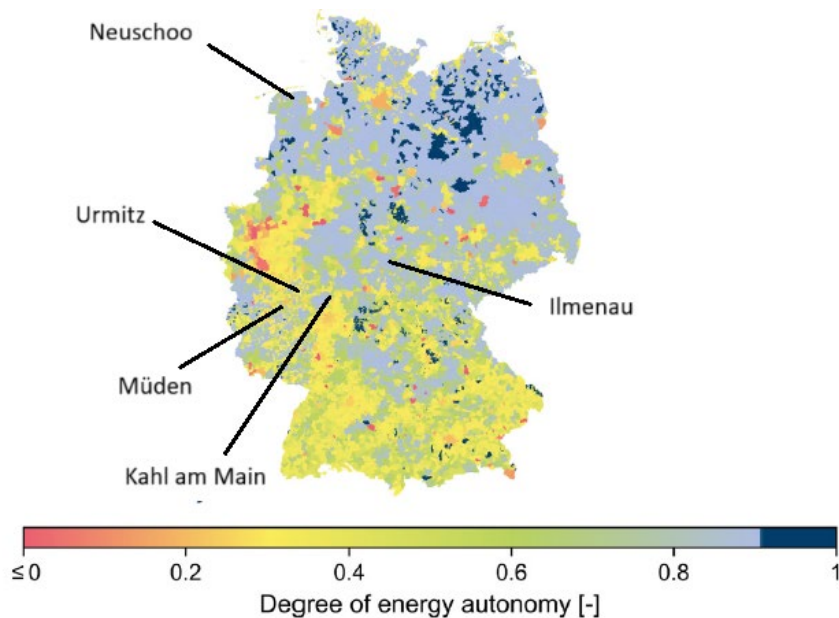 Neuschoo
Urmitz
Ilmenau
Müden
Kahl am Main
≤ 0 0.2 0.4 0.6 0.8 1
Degree of energy autonomy [-]